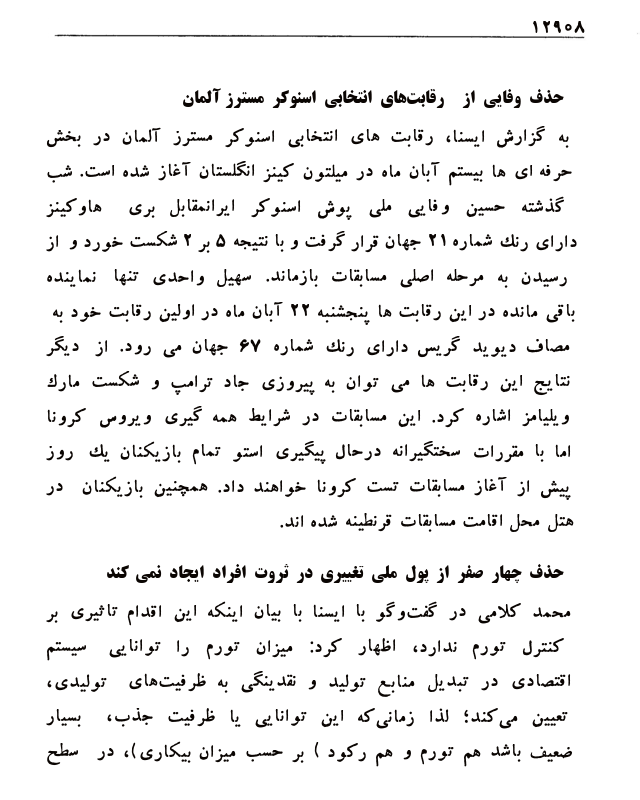 ۱۲۹۰۸
حذف وفایی از رقابت‌های انتخابی اسنوکر مسترز آلمان
به گزارش ایسنا، رقابت های انتخابی اسنوکر مسترز آلمان در بخش
حرفه ای ها بیستم آبان ماه در میلتون کینز انگلستان آغاز شده است. شب
گذشته حسین وفایی ملی پوش اسنوکر ایرانمقابل بری هاوکینز
دارای رنك شماره ۲۱ جهان قرار گرفت و با نتیجه ۵ بر ۲ شکست خورد و از
رسیدن به مرحله اصلی مسابقات بازماند. سهیل واحدی تنها نماینده
باقی مانده در این رقابت ها پنجشنبه ۲۲ آبان ماه در اولین رقابت خود به
مصاف دیوید گریس دارای رنك شماره ۶۷ جهان می رود. از دیگر
نتایج این رقابت ها می توان به پیروزی جاد ترامپ و شکست مارك
ویلیامز اشاره کرد. این مسابقات در شرایط همه گیری ویروس کرونا
اما با مقررات سختگیرانه درحال پیگیری استو تمام بازیکنان یك روز
پیش از آغاز مسابقات تست کرونا خواهند داد. همچنین بازیکنان در
هتل محل اقامت مسابقات قرنطینه شده اند.
حذف چهار صفر از پول ملی تغییری در ثروت افراد ایجاد نمی کند
محمد کلامی در گفت‌وگو با ایسنا با بیان اینکه این اقدام تاثیری بر
کنترل تورم ندارد، اظهار کرد: میزان تورم را توانایی سیستم
اقتصادی در تبدیل منابع تولید و نقدینگی به ظرفیت‌های تولیدی،
تعیین می‌کند؛ لذا زمانی‌که این توانایی یا ظرفیت جذب، بسیار
ضعیف باشد هم تورم و هم رکود ) بر حسب میزان بیکاری)، در سطح